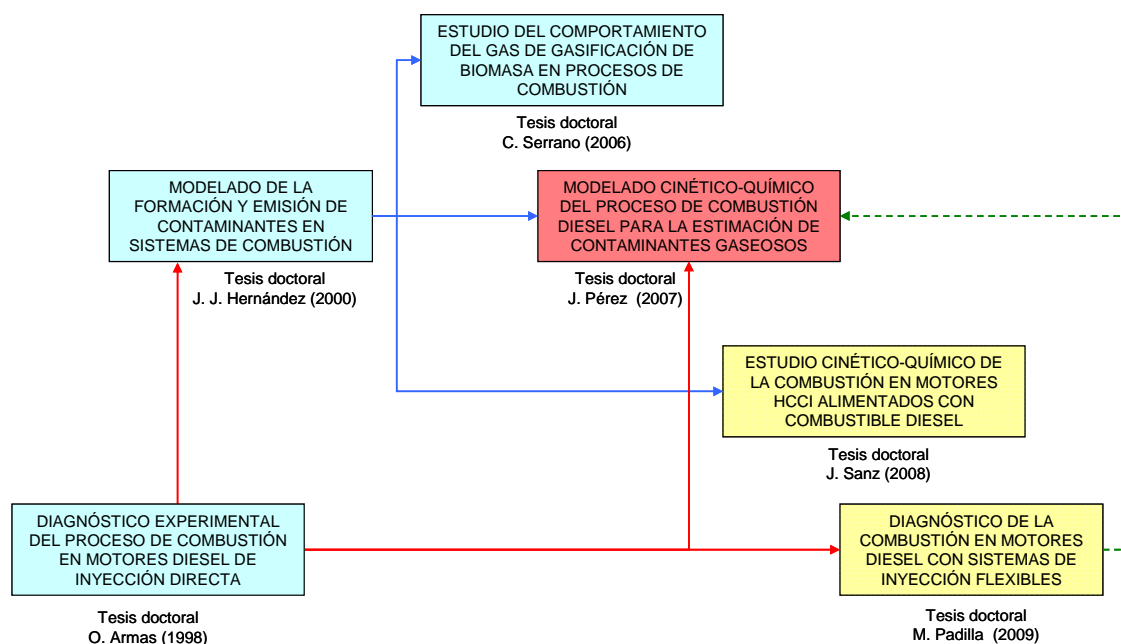 ESTUDIO DEL COMPORTAMIENTO
DEL GAS DE GASIFICACIÓN DE
BIOMASA EN PROCESOS DE
COMBUSTIÓN
Tesis doctoral
C. Serrano (2006)
MODELADO DE LA
FORMACIÓN Y EMISIÓN DE
CONTAMINANTES EN
SISTEMAS DE COMBUSTIÓN
Tesis doctoral
J. J. Hernández (2000)
MODELADO CINÉTICO-QUÍMICO
DEL PROCESO DE COMBUSTIÓN
DIESEL PARA LA ESTIMACIÓN DE
CONTAMINANTES GASEOSOS
Tesis doctoral
J. Pérez (2007)
ESTUDIO CINÉTICO-QUÍMICO DE
LA COMBUSTIÓN EN MOTORES
HCCI ALIMENTADOS CON
COMBUSTIBLE DIESEL
Tesis doctoral
J. Sanz (2008)
DIAGNÓSTICO EXPERIMENTAL
DEL PROCESO DE COMBUSTIÓN
EN MOTORES DIESEL DE
INYECCIÓN DIRECTA
Tesis doctoral
O. Armas (1998)
DIAGNÓSTICO DE LA
COMBUSTIÓN EN MOTORES
DIESEL CON SISTEMAS DE
INYECCIÓN FLEXIBLES
Tesis doctoral
M. Padilla (2009)